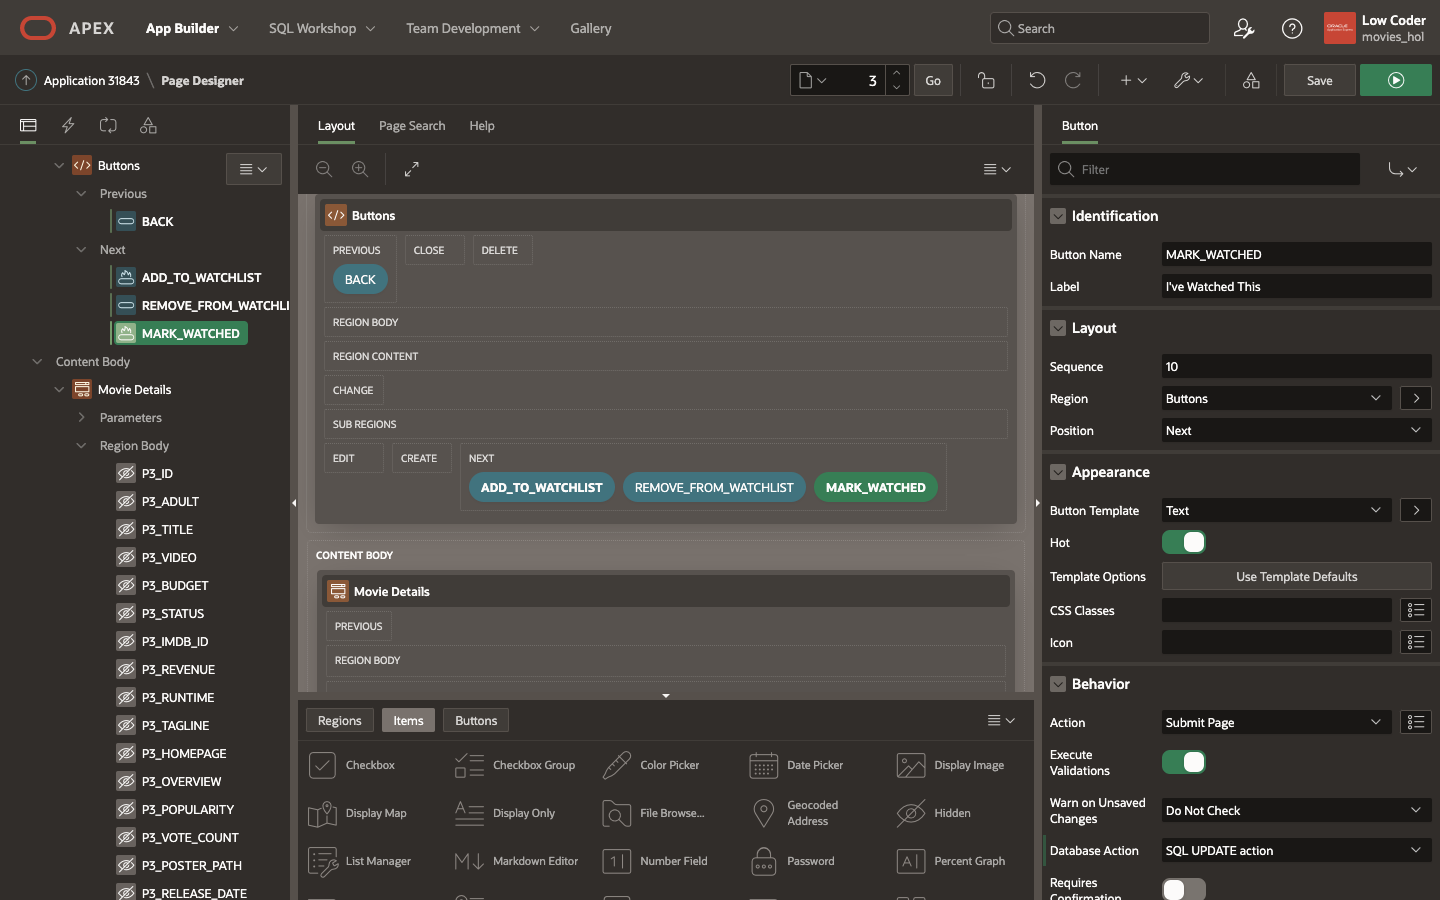 APEX
App Builder
SQL Workshop
Team Development
Gallery
Search
Low Coder
movies_hol
Application 31843 \ Page Designer
3
Go
Save
Buttons
Previous
BACK
Next
ADD_TO_WATCHLIST
REMOVE_FROM_WATCHLI
MARK_WATCHED
Content Body
Movie Details
Parameters
Region Body
P3_ID
P3_ADULT
P3_TITLE
P3_VIDEO
P3_BUDGET
P3_STATUS
P3_IMDB_ID
P3_REVENUE
P3_RUNTIME
P3_TAGLINE
P3_HOMEPAGE
P3_OVERVIEW
P3_POPULARITY
P3_VOTE_COUNT
P3_POSTER_PATH
P3_RELEASE_DATE
Layout
Page Search
Help
Buttons
PREVIOUS
CLOSE
DELETE
BACK
REGION BODY
REGION CONTENT
CHANGE
SUB REGIONS
EDIT
CREATE
NEXT
ADD_TO_WATCHLIST
REMOVE_FROM_WATCHLIST
MARK_WATCHED
CONTENT BODY
Movie Details
PREVIOUS
REGION BODY
Regions
Items
Buttons
Checkbox
Checkbox Group
Color Picker
Date Picker
Display Image
Display Map
Display Only
File Browse...
Geocoded
Address
Hidden
List Manager
Markdown Editor
Number Field
Password
Percent Graph
Button
Filter
Identification
Button Name
MARK_WATCHED
Label
I've Watched This
Layout
Sequence
10
Region
Buttons
Position
Next
Appearance
Button Template
Text
Hot
Template Options
Use Template Defaults
CSS Classes
Icon
Behavior
Action
Submit Page
Execute
Validations
Warn on Unsaved
Changes
Do Not Check
Database Action
SQL UPDATE action
Requires
Confirmation